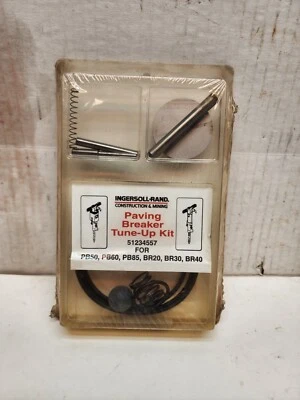 INGERSOLL-RAND®
CONSTRUCTION & MINING
Paving
Breaker
Tune-Up Kit
51234557
FOR
PB50, PB60, PB85, BR20, BR30, BR40